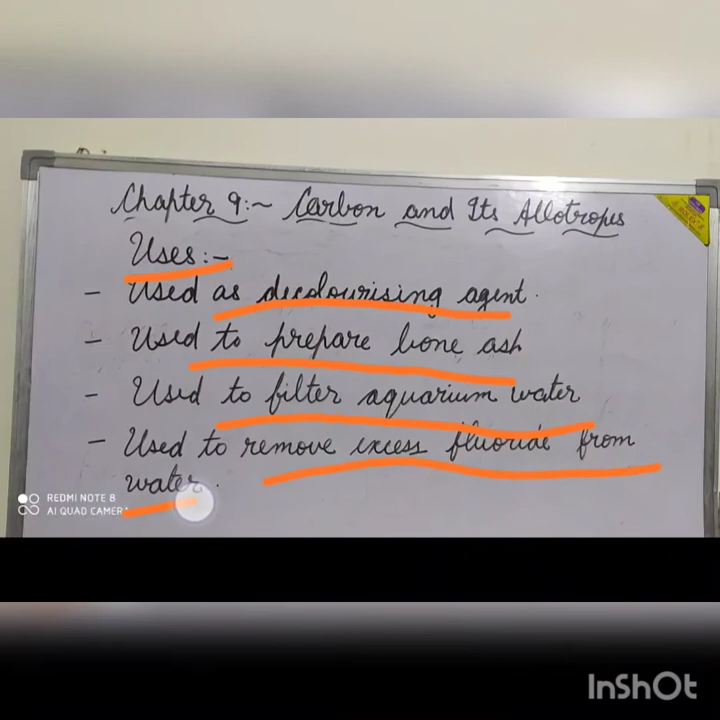 Chapter 9:~ Carbon and Its Allotropes
Uses:-
- Used as decolourising agent.
- Used to prepare bone ash
- Used to filter aquarium water
- Used to remove excess fluoride from
water.
REDMI NOTE 8
AI QUAD CAMERA
InShOt